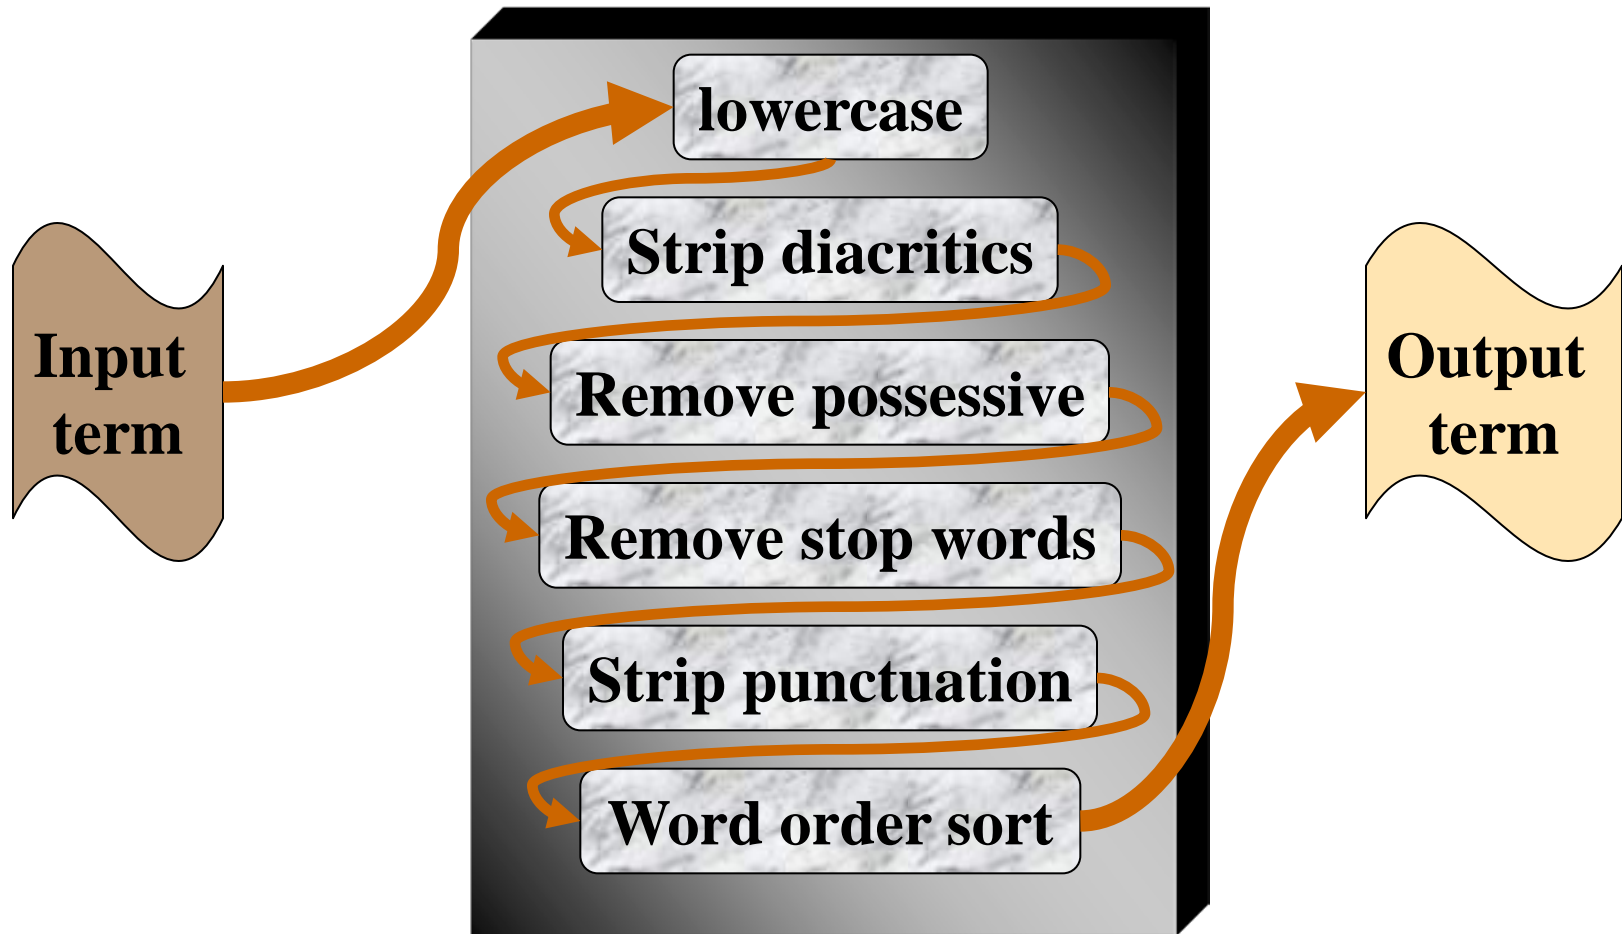 Input
term
lowercase
Strip diacritics
Remove possessive
Remove stop words
Strip punctuation
Word order sort
Output
term